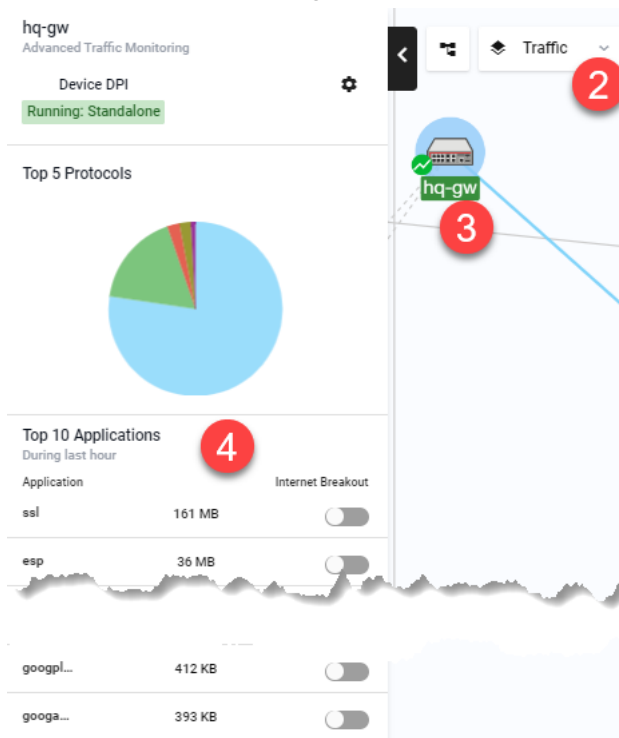 hq-gw
Advanced Traffic Monitoring
Device DPI
Running: Standalone
Traffic
2
hq-gw
3
Top 5 Protocols
Top 10 Applications
4
During last hour
Application Internet Breakout
ssl 161 MB
esp 36 MB
googpl... 412 KB
googa... 393 KB